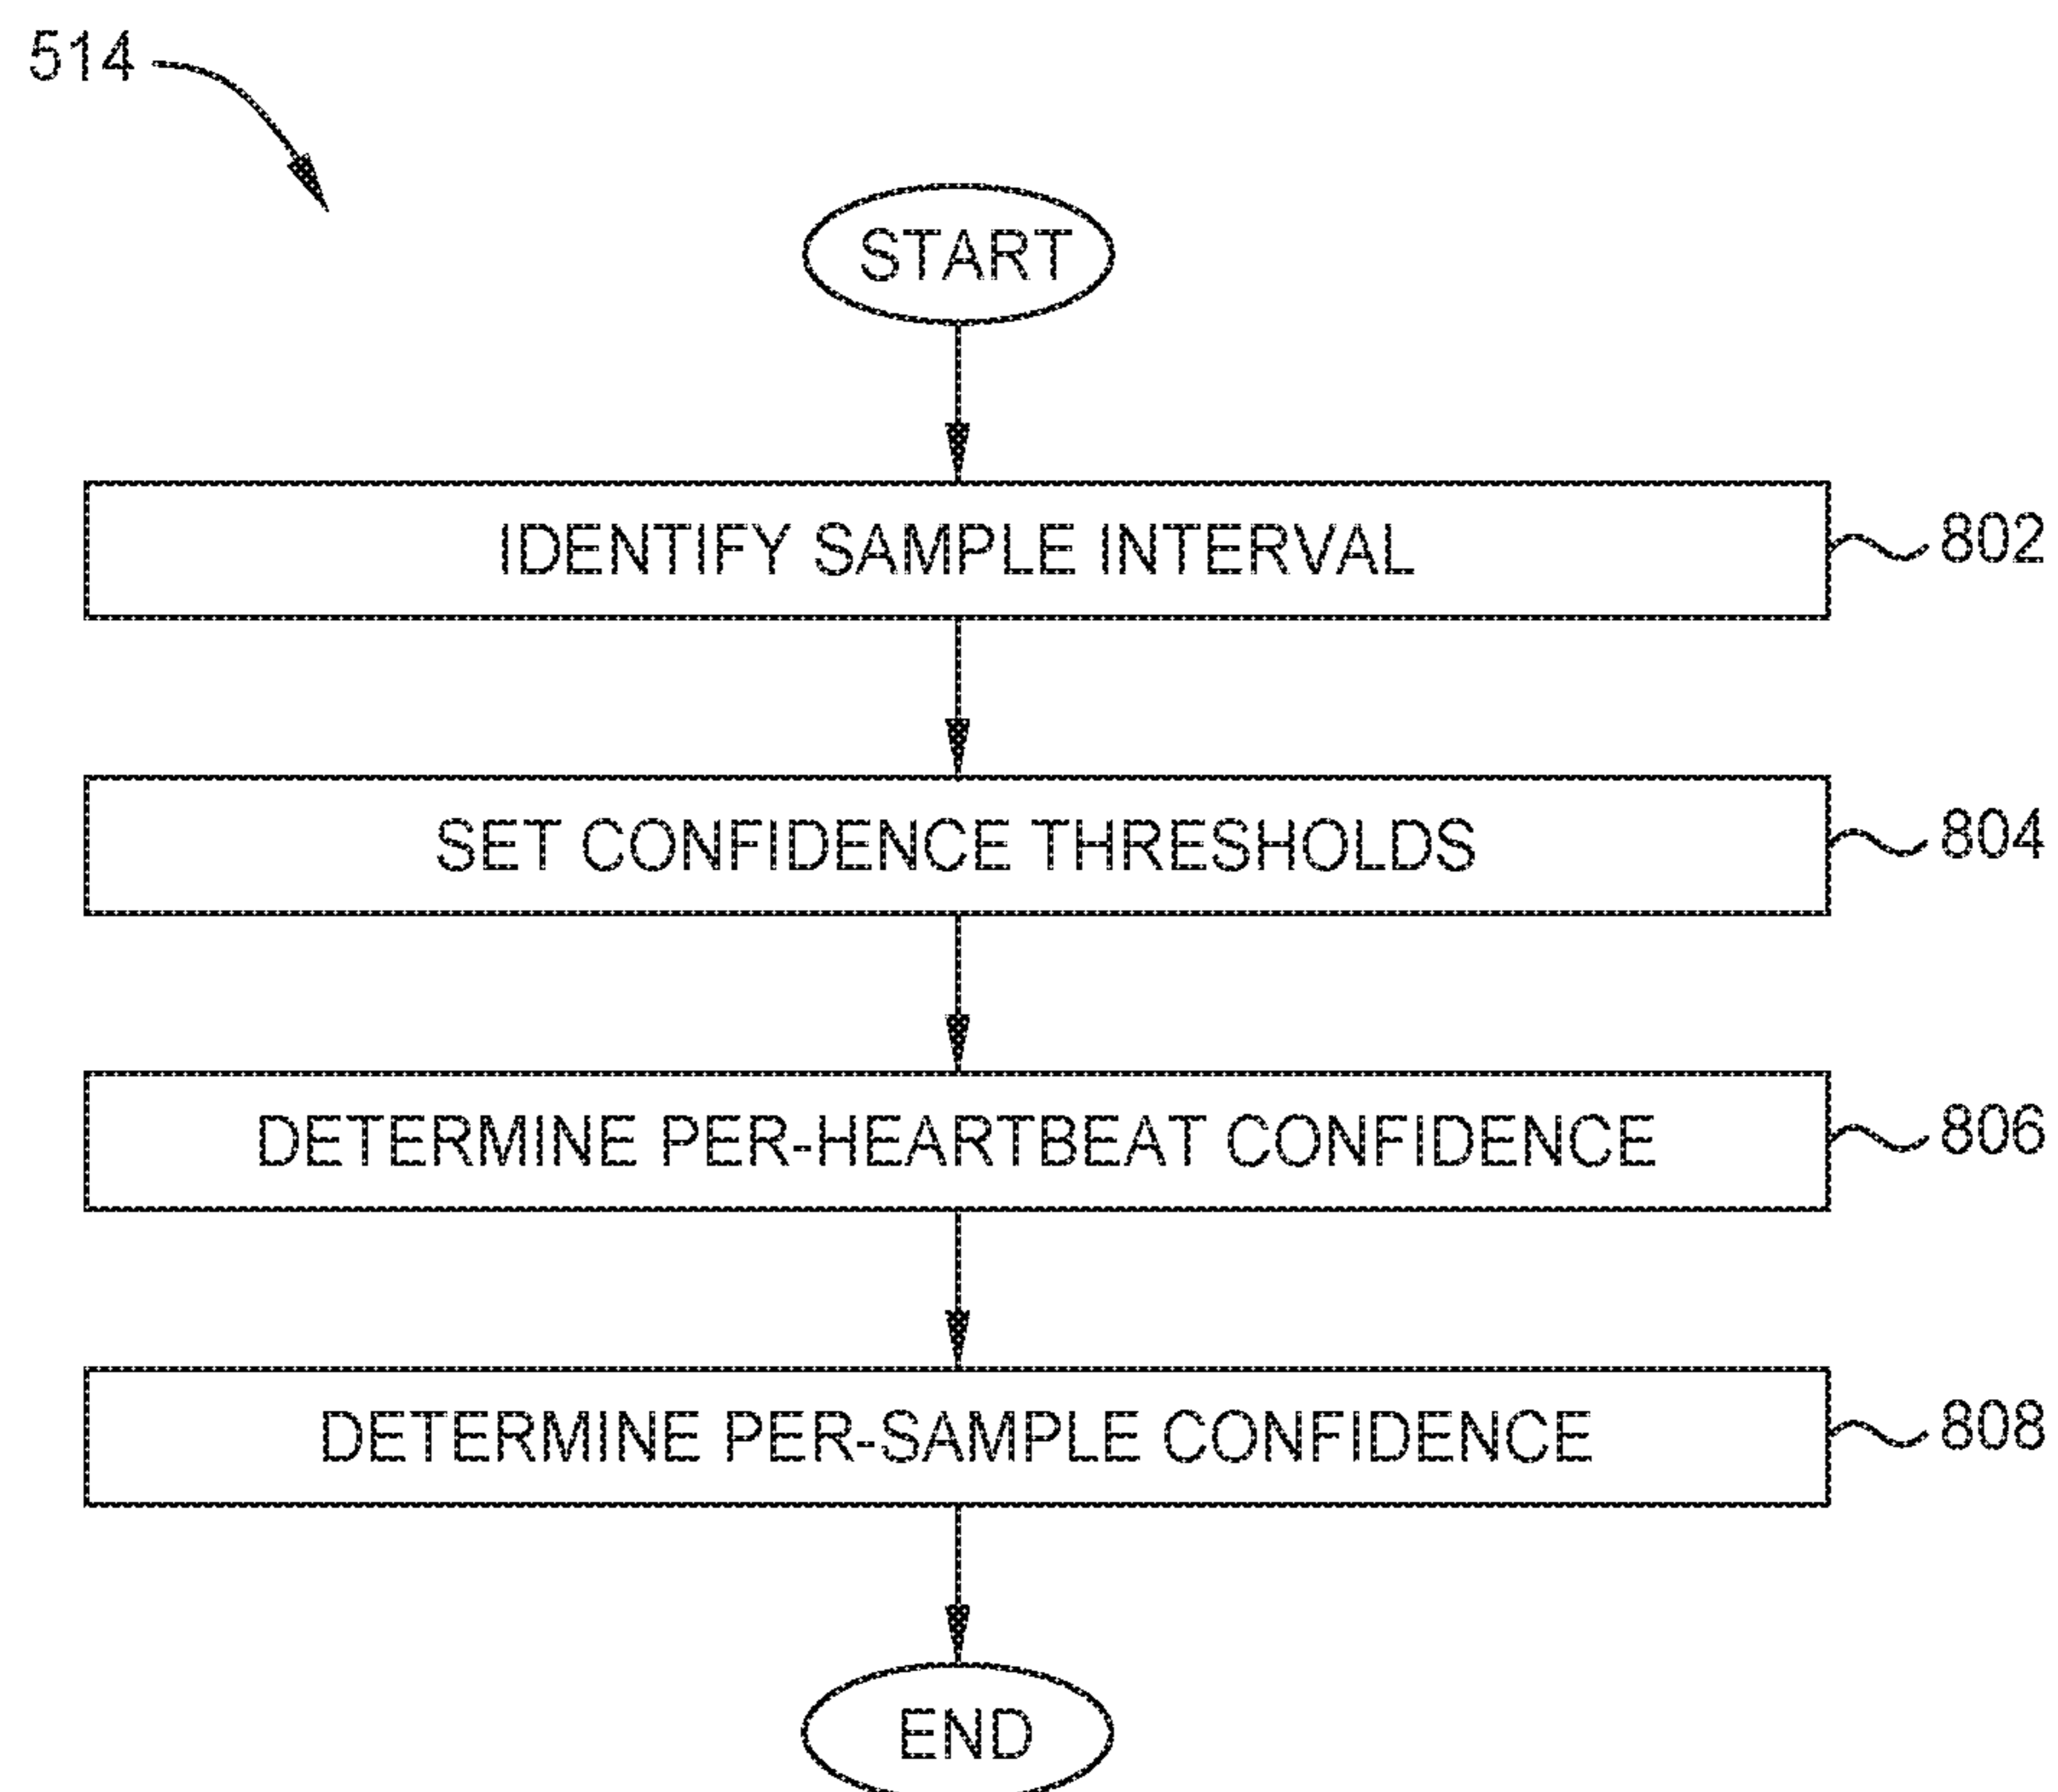 514
START
IDENTIFY SAMPLE INTERVAL
802
SET CONFIDENCE THRESHOLDS
804
DETERMINE PER-HEARTBEAT CONFIDENCE
806
DETERMINE PER-SAMPLE CONFIDENCE
808
END